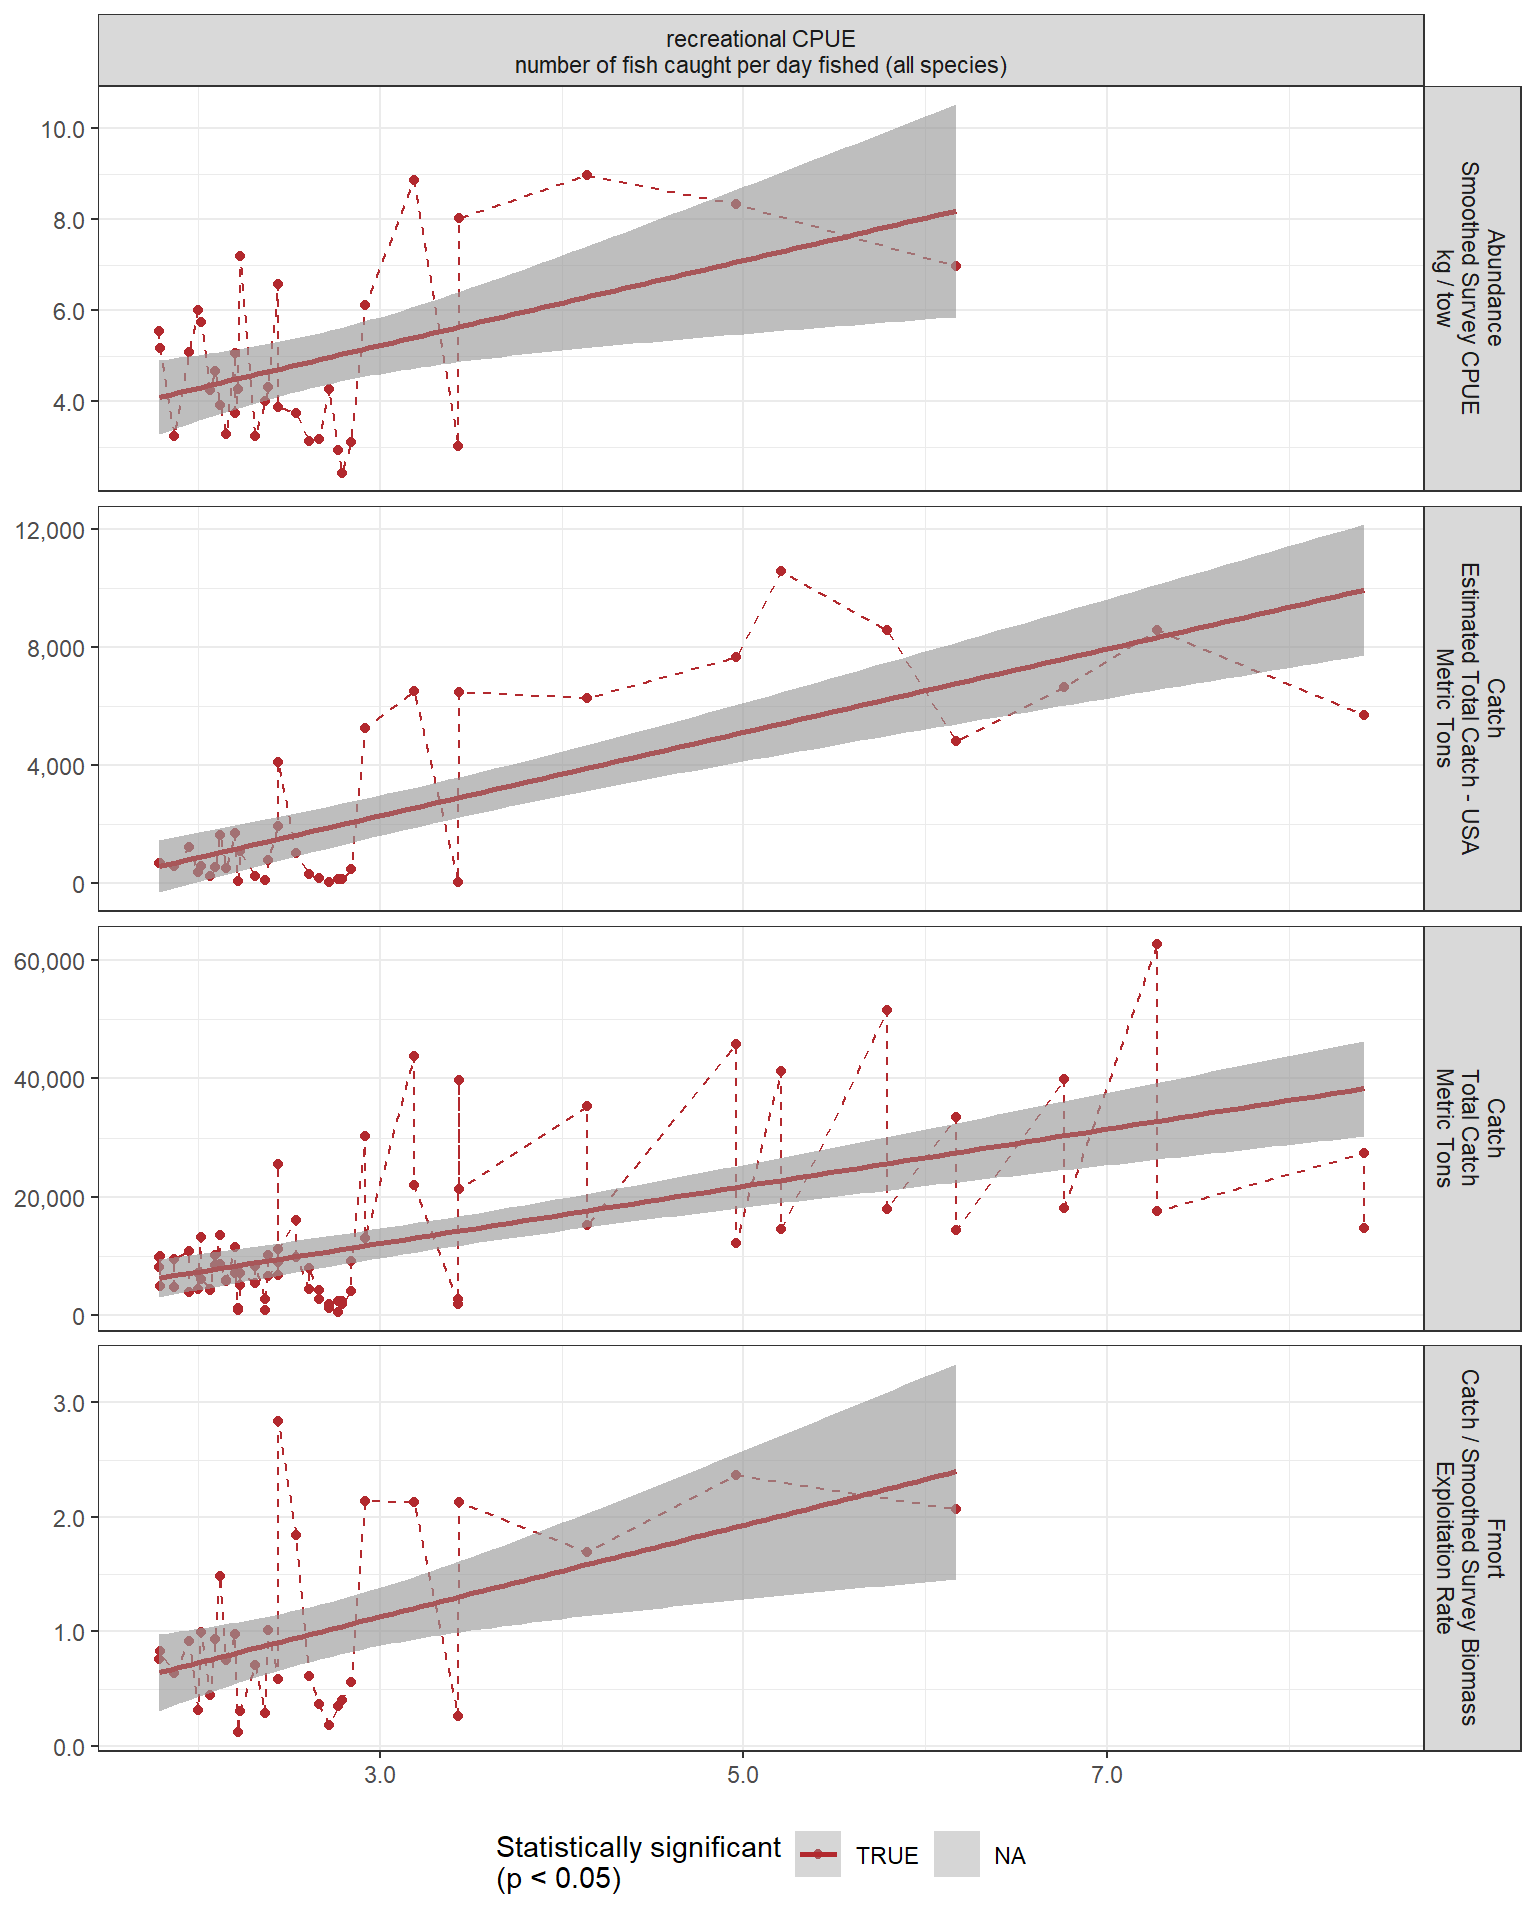 recreational CPUE
number of fish caught per day fished (all species)
10.0
8.0
6.0
4.0
Abundance
Smoothed Survey CPUE
kg / tow
12,000
8,000
4,000
0
Catch
Estimated Total Catch - USA
Metric Tons
60,000
40,000
20,000
0
Catch
Total Catch
Metric Tons
3.0
2.0
1.0
0.0
Fmort
Catch / Smoothed Survey Biomass
Exploitation Rate
3.0
5.0
7.0
Statistically significant
(p < 0.05)
TRUE
NA